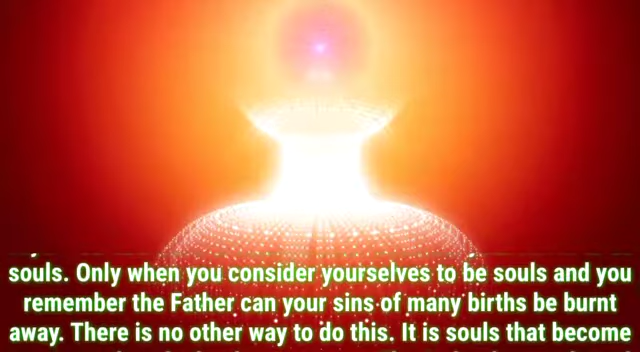 souls. Only when you consider yourselves to be souls and you
remember the Father can your sins of many births be burnt
away. There is no other way to do this. It is souls that become